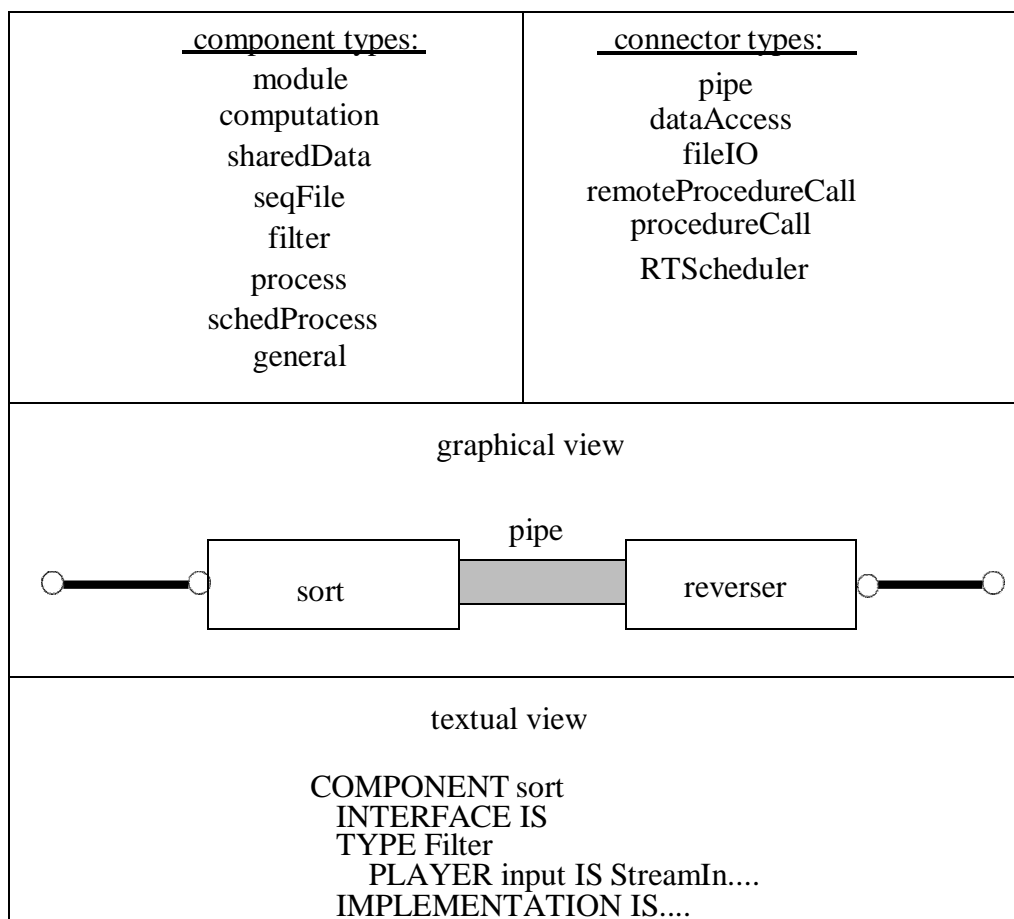 component types:
module
computation
sharedData
seqFile
filter
process
schedProcess
general
connector types:
pipe
dataAccess
fileIO
remoteProcedureCall
procedureCall
RTScheduler
graphical view
pipe
sort
reverser
textual view
COMPONENT sort
INTERFACE IS
TYPE Filter
PLAYER input IS StreamIn....
IMPLEMENTATION IS....